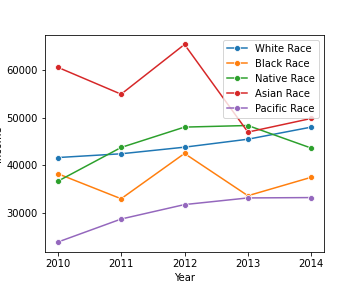 White Race
Black Race
Native Race
Asian Race
Pacific Race
60000
50000
40000
30000
2010 2011 2012 2013 2014
Year